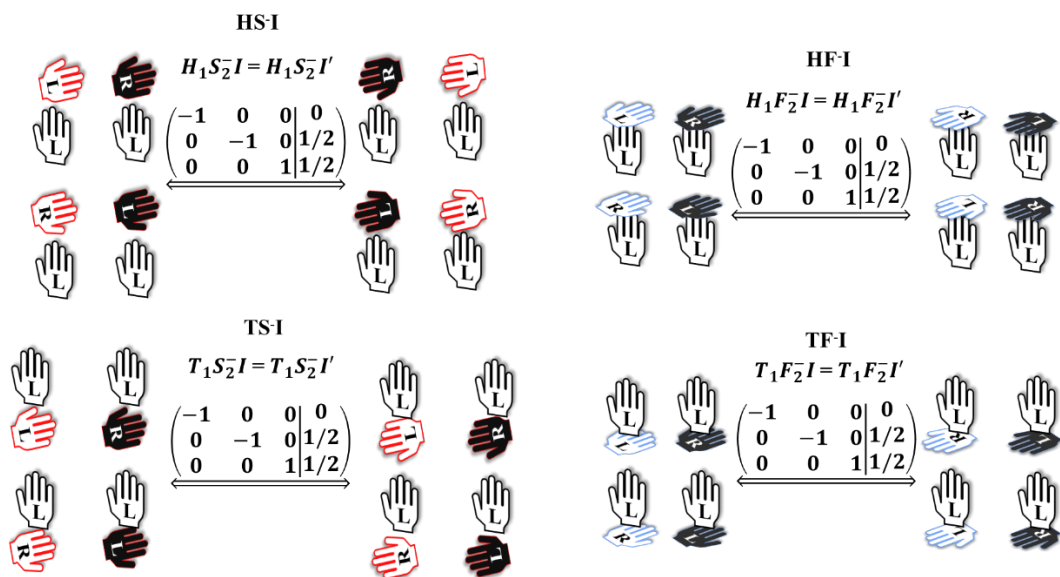 HS-I
H₁S₂⁻I = H₁S₂⁻I′
−1 0 0 | 0
0 −1 0 | 1/2
0 0 1 | 1/2
L R R L
L L L L
R L L R
L L L L
HF-I
H₁F₂⁻I = H₁F₂⁻I′
−1 0 0 | 0
0 −1 0 | 1/2
0 0 1 | 1/2
L R R L
L L L L
R L L R
L L L L
TS-I
T₁S₂⁻I = T₁S₂⁻I′
−1 0 0 | 0
0 −1 0 | 1/2
0 0 1 | 1/2
L L L L
L R L R
L L L L
R L R L
TF-I
T₁F₂⁻I = T₁F₂⁻I′
−1 0 0 | 0
0 −1 0 | 1/2
0 0 1 | 1/2
L L L L
L R R L
L L L L
R L L R